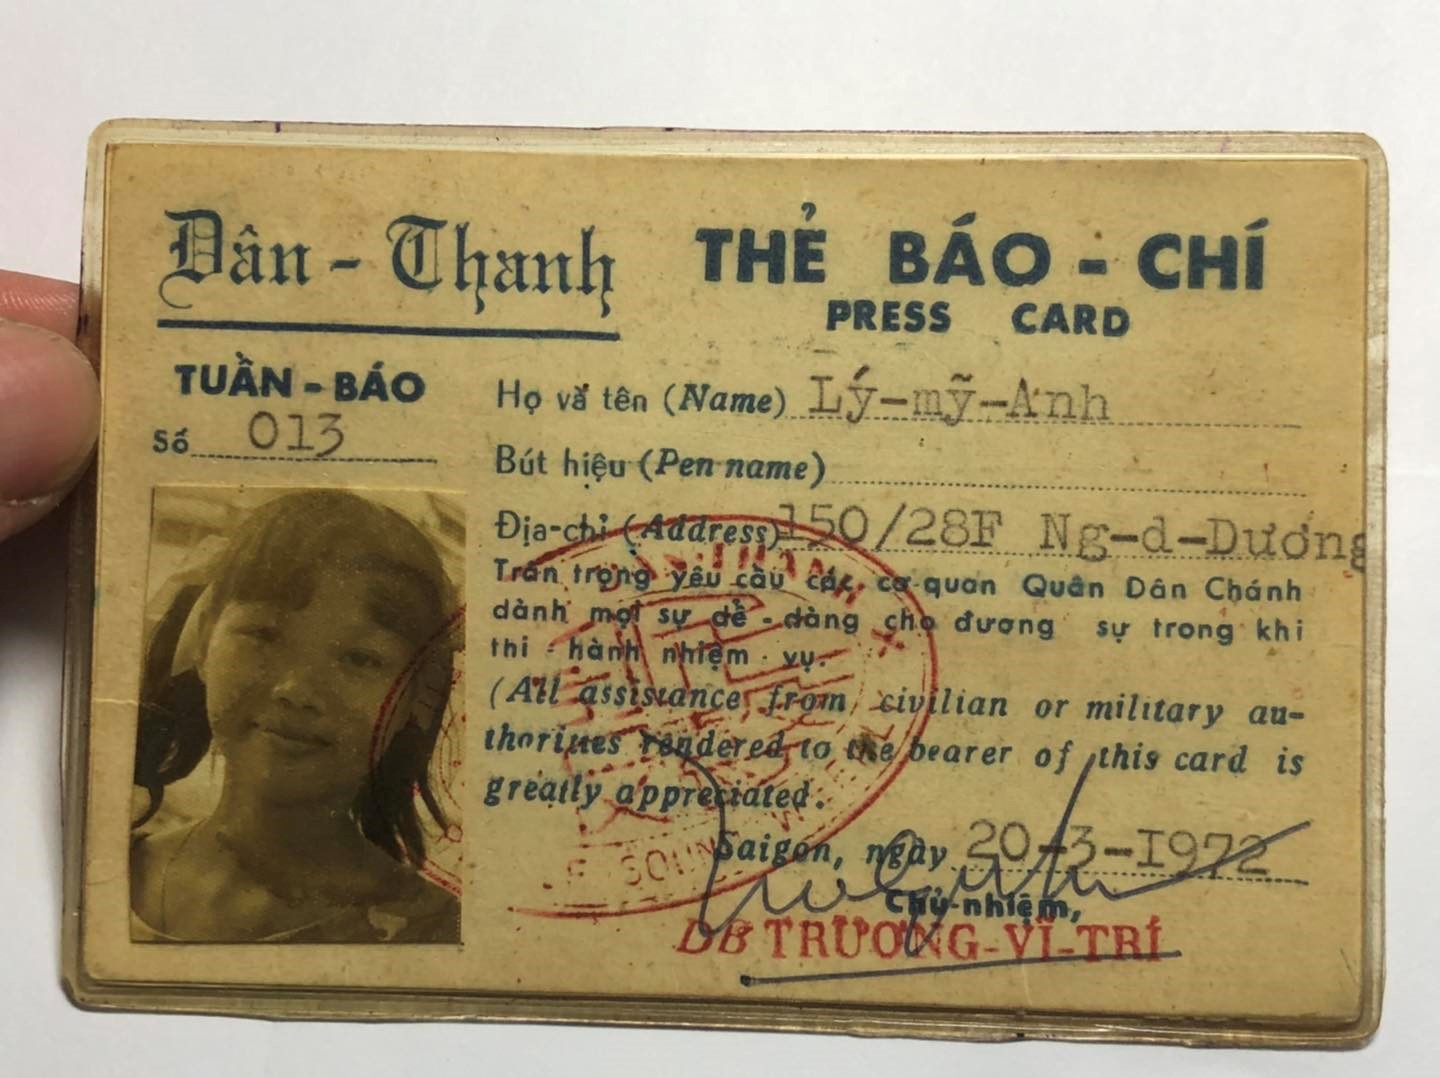 Dân - Thanh
THẺ BÁO - CHÍ
PRESS CARD
TUẦN - BÁO
Số 013
Họ vả tên (Name) Lý-mỹ-Anh
Bút hiệu (Pen name)
Địa-chỉ (Address) 150/28F Ng-d-Dương
Trân trọng yêu cầu các cơ quan Quân Dân Chánh
dành mọi sự dễ - dàng cho đương sự trong khi
thi - hành nhiệm - vụ.
(All assistance from civilian or military au-
thorities rendered to the bearer of this card is
greatly appreciated.
Saigon, ngày 20-3-I972
Chủ-nhiệm,
DB TRƯƠNG-VĨ-TRÍ